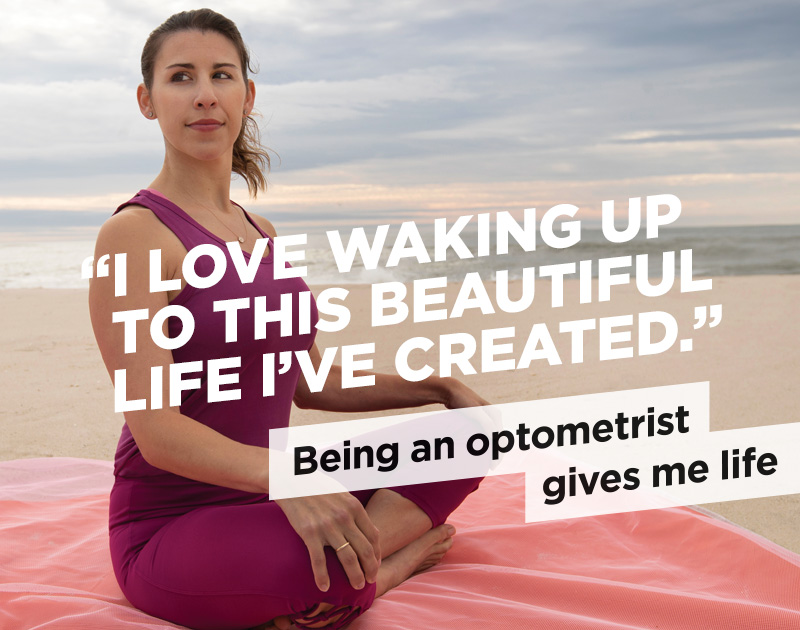 “I LOVE WAKING UP
TO THIS BEAUTIFUL
LIFE I’VE CREATED.”
Being an optometrist
gives me life